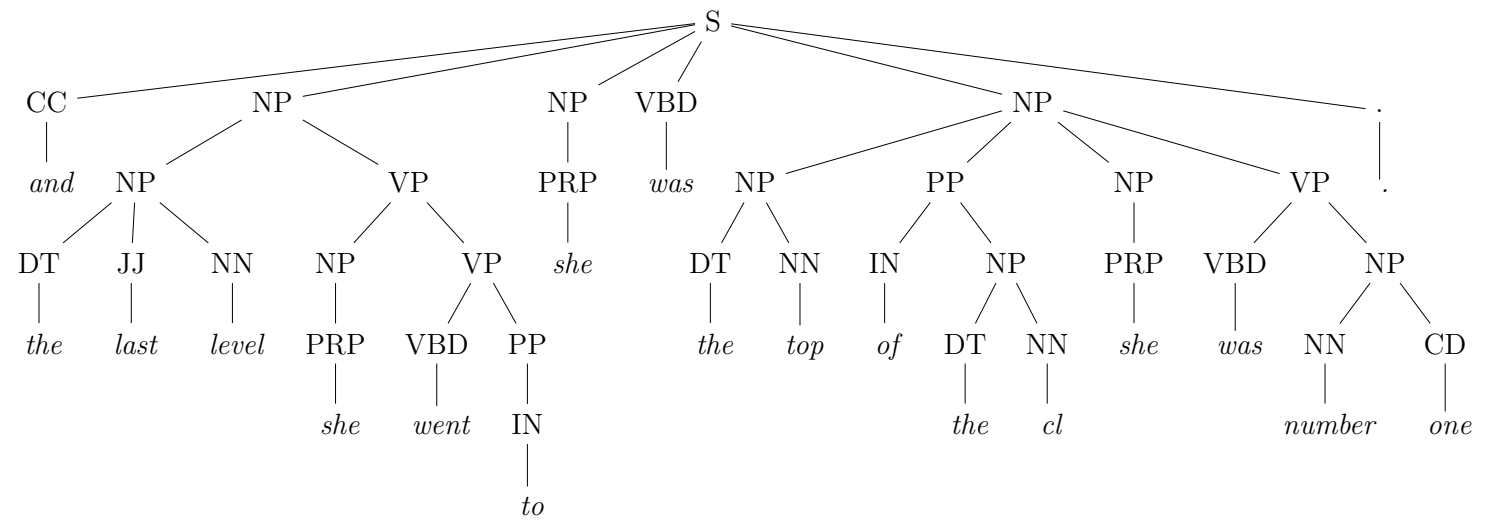 S
CC NP NP VBD NP .
and NP VP PRP was NP PP NP VP .
DT JJ NN NP VP she DT NN IN NP PRP VBD NP
the last level PRP VBD PP the top of DT NN she was NN CD
she went IN the cl number one
to